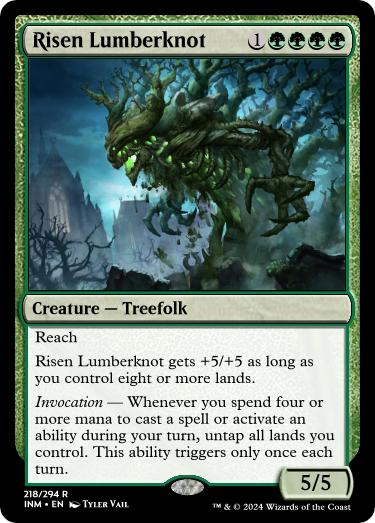 Risen Lumberknot 1
Creature — Treefolk
Reach
Risen Lumberknot gets +5/+5 as long as
you control eight or more lands.
Invocation — Whenever you spend four or
more mana to cast a spell or activate an
ability during your turn, untap all lands you
control. This ability triggers only once each
turn.
5/5
218/294 R
INM • EN Tyler Vail
™ & © 2024 Wizards of the Coast